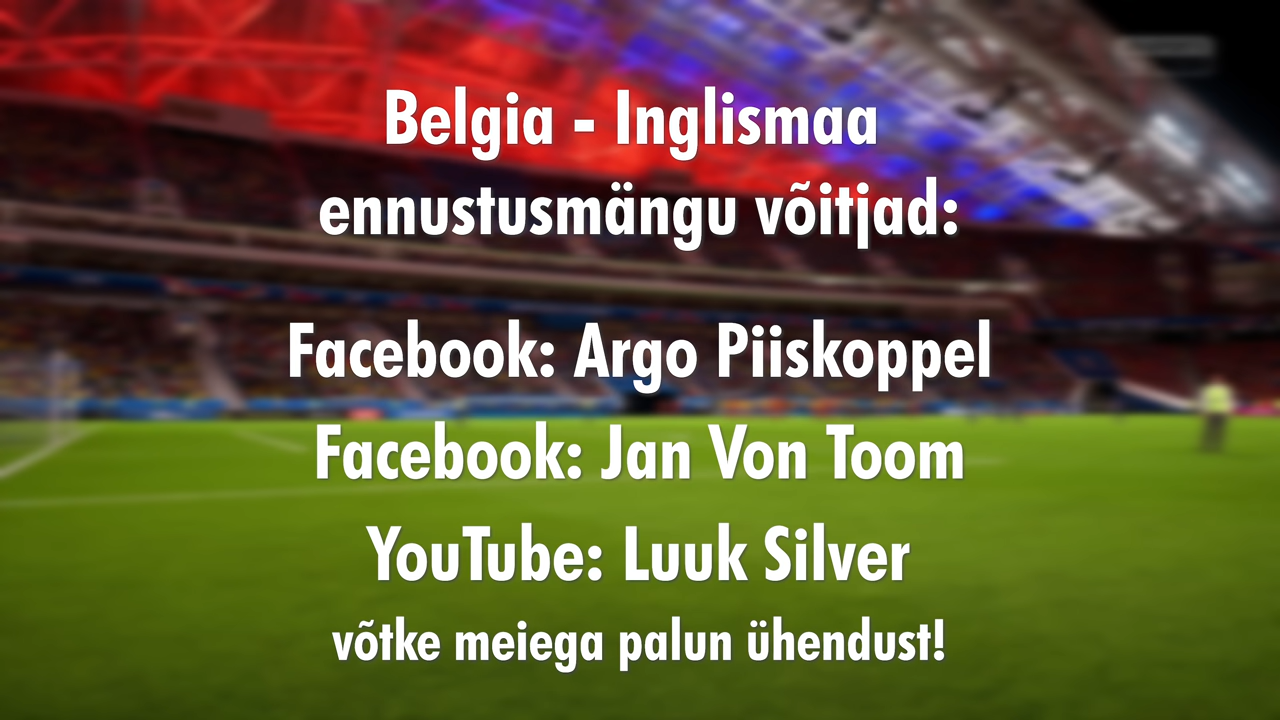 Belgia - Inglismaa
ennustusmängu võitjad:
Facebook: Argo Piiskoppel
Facebook: Jan Von Toom
YouTube: Luuk Silver
võtke meiega palun ühendust!